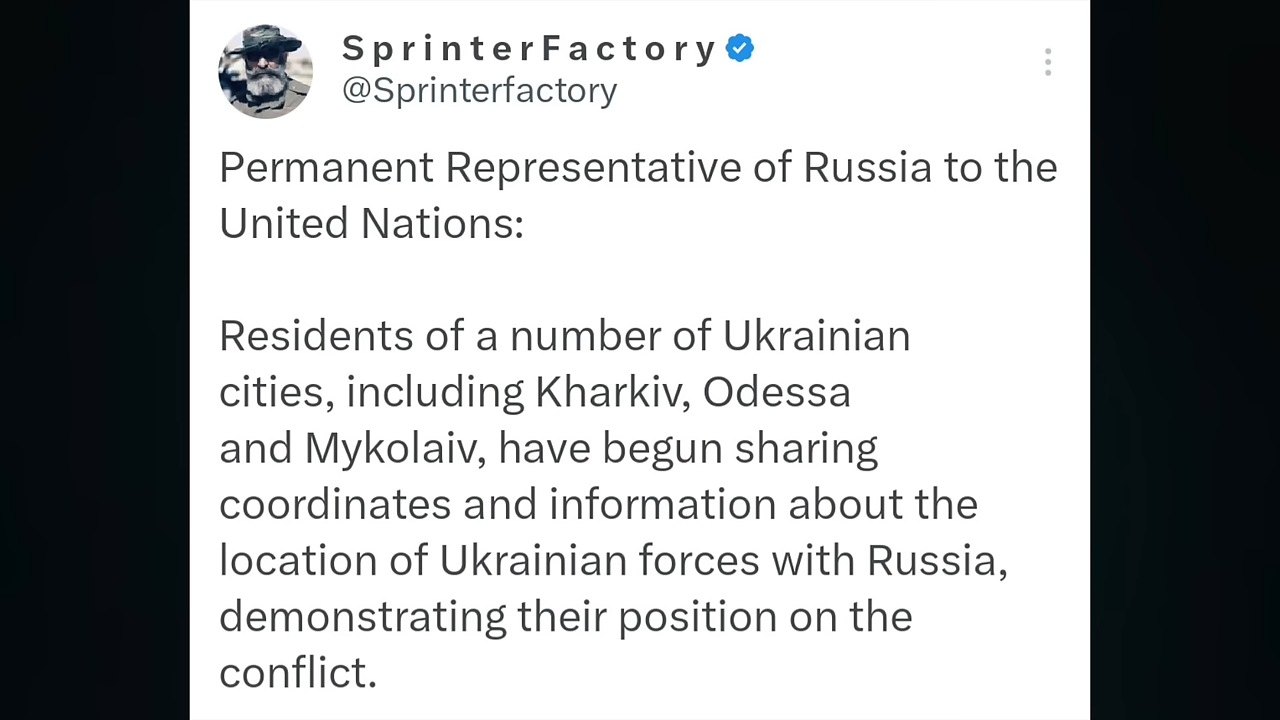 SprinterFactory
@Sprinterfactory
Permanent Representative of Russia to the
United Nations:
Residents of a number of Ukrainian
cities, including Kharkiv, Odessa
and Mykolaiv, have begun sharing
coordinates and information about the
location of Ukrainian forces with Russia,
demonstrating their position on the
conflict.